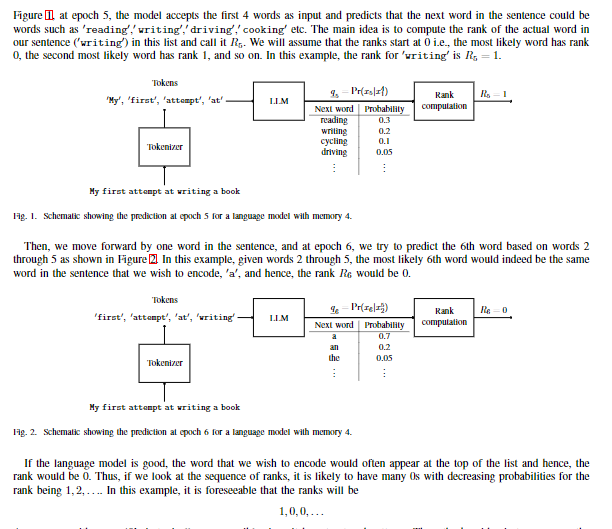 Figure 1, at epoch 5, the model accepts the first 4 words as input and predicts that the next word in the sentence could be
words such as 'reading','writing','driving','cooking' etc. The main idea is to compute the rank of the actual word in
our sentence ('writing') in this list and call it R5. We will assume that the ranks start at 0 i.e., the most likely word has rank
0, the second most likely word has rank 1, and so on. In this example, the rank for 'writing' is R5 = 1.
Tokens
'My', 'first', 'attempt', 'at'
LLM
q5 = Pr(x5|x_1^4)
Rank
computation
R5 = 1
Next word Probability
reading 0.3
writing 0.2
cycling 0.1
driving 0.05
⋮ ⋮
Tokenizer
My first attempt at writing a book
Fig. 1. Schematic showing the prediction at epoch 5 for a language model with memory 4.
Then, we move forward by one word in the sentence, and at epoch 6, we try to predict the 6th word based on words 2
through 5 as shown in Figure 2. In this example, given words 2 through 5, the most likely 6th word would indeed be the same
word in the sentence that we wish to encode, 'a', and hence, the rank R6 would be 0.
Tokens
'first', 'attempt', 'at', 'writing'
LLM
q6 = Pr(x6|x_2^5)
Rank
computation
R6 = 0
Next word Probability
a 0.7
an 0.2
the 0.05
⋮ ⋮
Tokenizer
My first attempt at writing a book
Fig. 2. Schematic showing the prediction at epoch 6 for a language model with memory 4.
If the language model is good, the word that we wish to encode would often appear at the top of the list and hence, the
rank would be 0. Thus, if we look at the sequence of ranks, it is likely to have many 0s with decreasing probabilities for the
rank being 1, 2, .... In this example, it is foreseeable that the ranks will be
1, 0, 0, ...